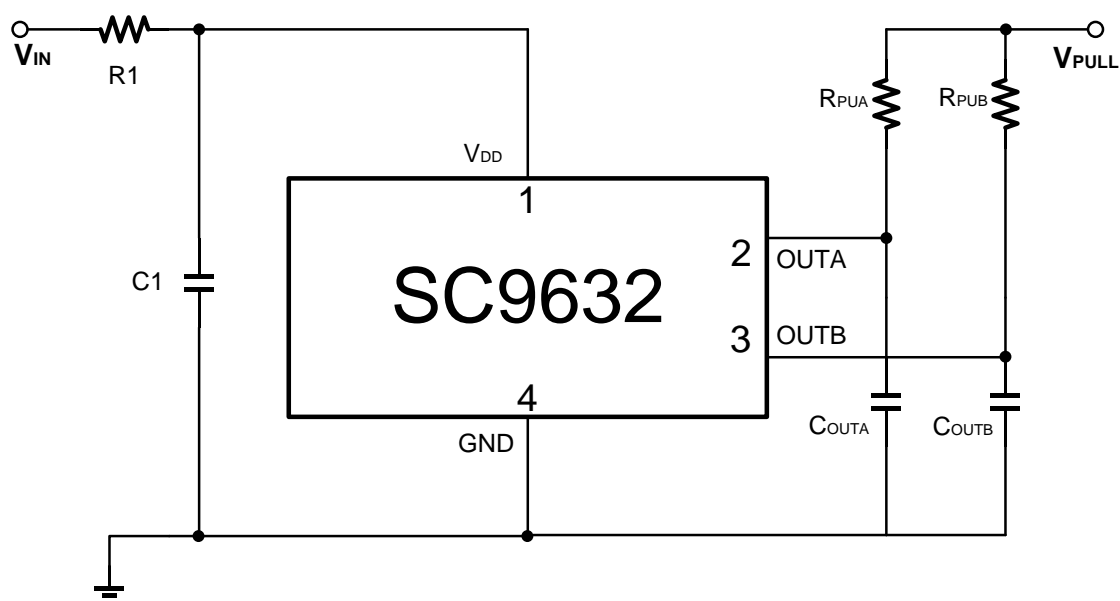 VIN
R1
VPULL
RPUA
RPUB
VDD
1
2
OUTA
C1
SC9632
3
OUTB
4
GND
COUTA
COUTB